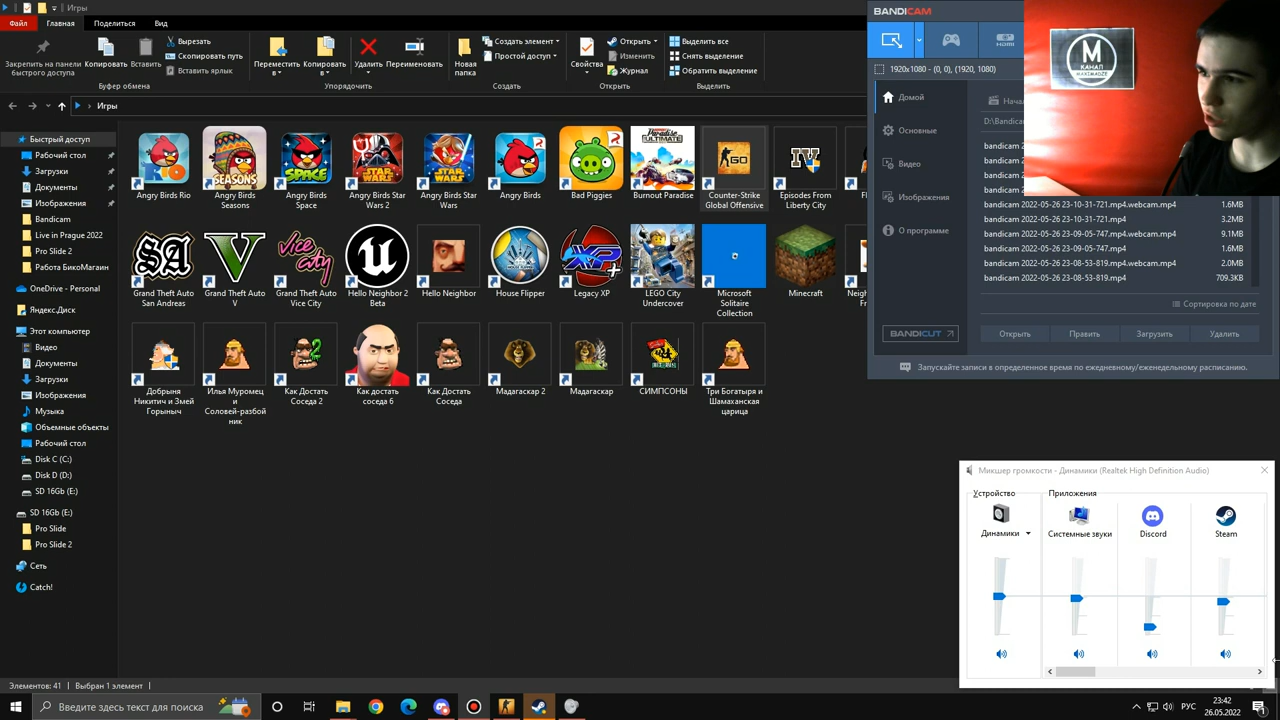 Игры
Файл
Главная
Поделиться
Вид
Закрепить на панели
быстрого доступа
Копировать
Вставить
Вырезать
Скопировать путь
Вставить ярлык
Буфер обмена
Переместить
в
Копировать
в
Удалить
Переименовать
Упорядочить
Новая
папка
Создать элемент
Простой доступ
Создать
Свойства
Открыть
Изменить
Журнал
Открыть
Выделить все
Снять выделение
Обратить выделение
Выделить
Игры
Быстрый доступ
Рабочий стол
Загрузки
Документы
Изображения
Bandicam
Live in Prague 2022
Pro Slide 2
Работа БикоМагазин
OneDrive - Personal
Яндекс.Диск
Этот компьютер
Видео
Документы
Загрузки
Изображения
Музыка
Объемные объекты
Рабочий стол
Disk C (C:)
Disk D (D:)
SD 16Gb (E:)
SD 16Gb (E:)
Pro Slide
Pro Slide 2
Сеть
Catch!
Angry Birds Rio
Angry Birds
Seasons
Angry Birds
Space
Angry Birds Star
Wars 2
Angry Birds Star
Wars
Angry Birds
Bad Piggies
Burnout Paradise
Counter-Strike
Global Offensive
Episodes From
Liberty City
Grand Theft Auto
San Andreas
Grand Theft Auto
V
Grand Theft Auto
Vice City
Hello Neighbor 2
Beta
Hello Neighbor
House Flipper
Legacy XP
LEGO City
Undercover
Microsoft
Solitaire
Collection
Minecraft
Добрыня
Никитич и Змей
Горыныч
Илья Муромец
и
Соловей-разбой
ник
Как Достать
Соседа 2
Как достать
соседа 6
Как Достать
Соседа
Мадагаскар 2
Мадагаскар
СИМПСОНЫ
Три Богатыря и
Шамаханская
царица
Элементов: 41
Выбран 1 элемент
BANDICAM
HDMI
1920x1080 - (0, 0), (1920, 1080)
Домой
Основные
Видео
Изображения
О программе
BANDICUT
М
КАНАЛ
MAXIMADZE
bandicam 2022-05-26 23-10-31-721.mp4.webcam.mp4 1.6MB
bandicam 2022-05-26 23-10-31-721.mp4 3.2MB
bandicam 2022-05-26 23-09-05-747.mp4.webcam.mp4 9.1MB
bandicam 2022-05-26 23-09-05-747.mp4 1.6MB
bandicam 2022-05-26 23-08-53-819.mp4.webcam.mp4 2.0MB
bandicam 2022-05-26 23-08-53-819.mp4 709.3KB
Сортировка по дате
Открыть
Править
Загрузить
Удалить
Запускайте записи в определенное время по ежедневному/еженедельному расписанию.
Микшер громкости - Динамики (Realtek High Definition Audio)
Устройство
Приложения
Динамики
Системные звуки
Discord
Steam
Введите здесь текст для поиска
РУС
23:42
26.05.2022